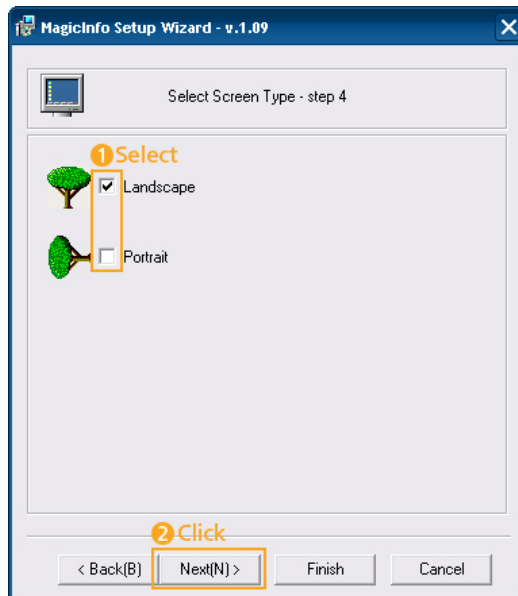 MagicInfo Setup Wizard - v.1.09
Select Screen Type - step 4
1 Select
Landscape
Portrait
2 Click
< Back(B) Next(N) > Finish Cancel